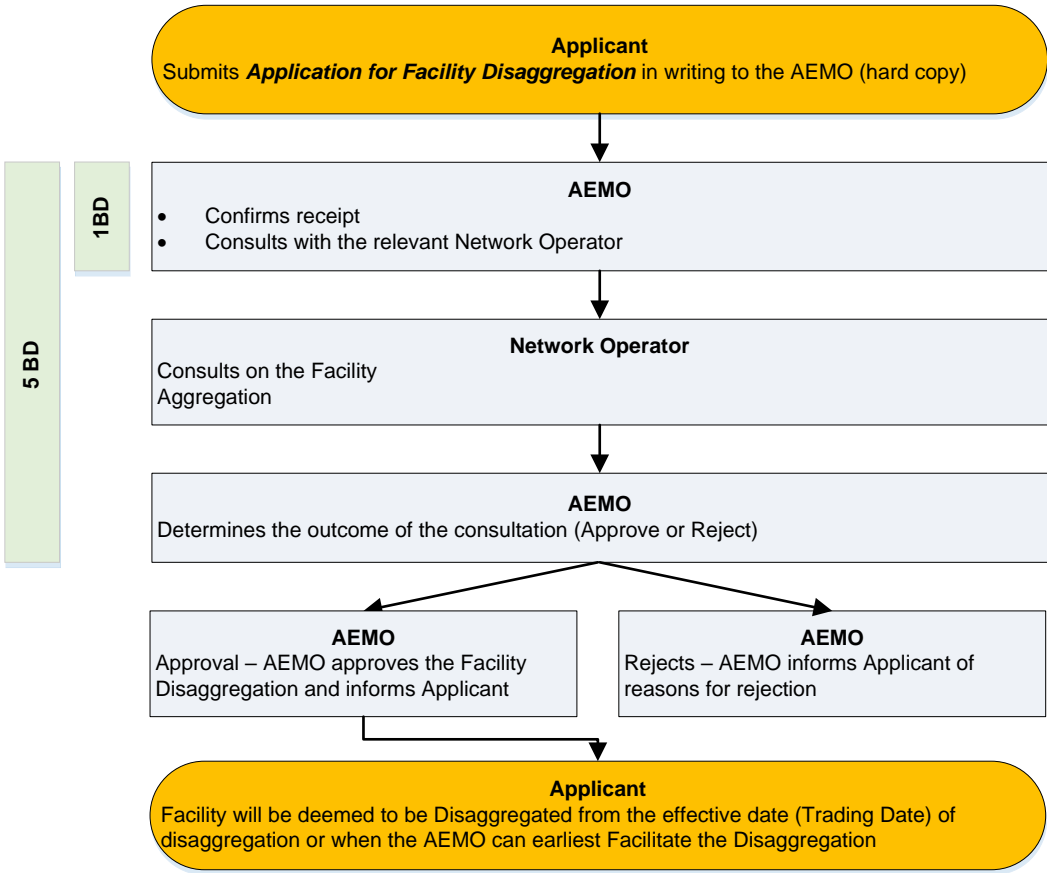 Applicant
Submits Application for Facility Disaggregation in writing to the AEMO (hard copy)
5 BD
1BD
AEMO
• Confirms receipt
• Consults with the relevant Network Operator
Network Operator
Consults on the Facility
Aggregation
AEMO
Determines the outcome of the consultation (Approve or Reject)
AEMO
Approval – AEMO approves the Facility
Disaggregation and informs Applicant
AEMO
Rejects – AEMO informs Applicant of
reasons for rejection
Applicant
Facility will be deemed to be Disaggregated from the effective date (Trading Date) of
disaggregation or when the AEMO can earliest Facilitate the Disaggregation